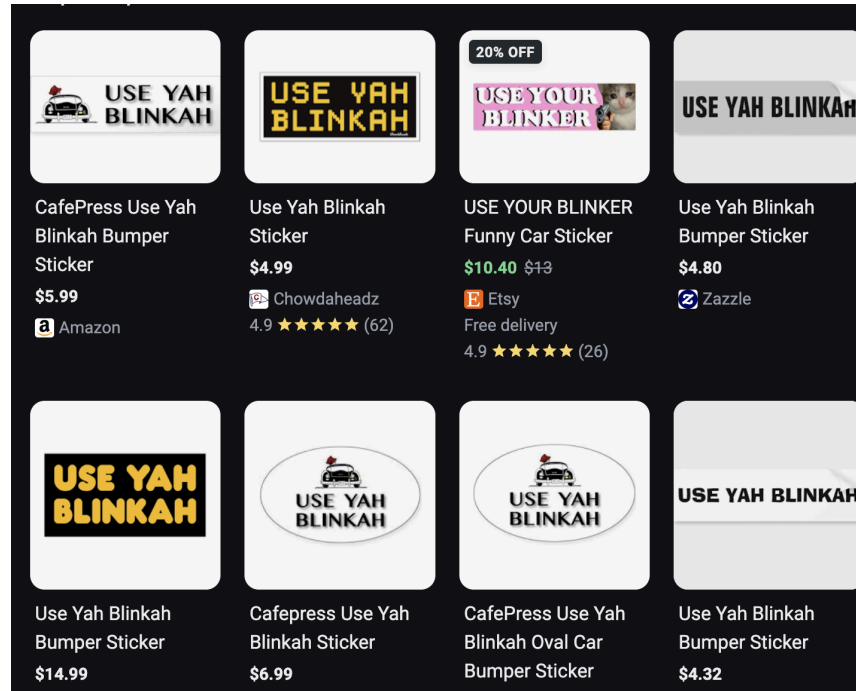 USE YAH
BLINKAH
USE YAH
BLINKAH
20% OFF
USE YOUR
BLINKER
USE YAH BLINKAH
CafePress Use Yah
Blinkah Bumper
Sticker
$5.99
Amazon
Use Yah Blinkah
Sticker
$4.99
Chowdaheadz
4.9 ★★★★★ (62)
USE YOUR BLINKER
Funny Car Sticker
$10.40 $13
Etsy
Free delivery
4.9 ★★★★★ (26)
Use Yah Blinkah
Bumper Sticker
$4.80
Zazzle
USE YAH
BLINKAH
USE YAH
BLINKAH
USE YAH
BLINKAH
USE YAH BLINKAH
Use Yah Blinkah
Bumper Sticker
$14.99
Cafepress Use Yah
Blinkah Sticker
$6.99
CafePress Use Yah
Blinkah Oval Car
Bumper Sticker
Use Yah Blinkah
Bumper Sticker
$4.32